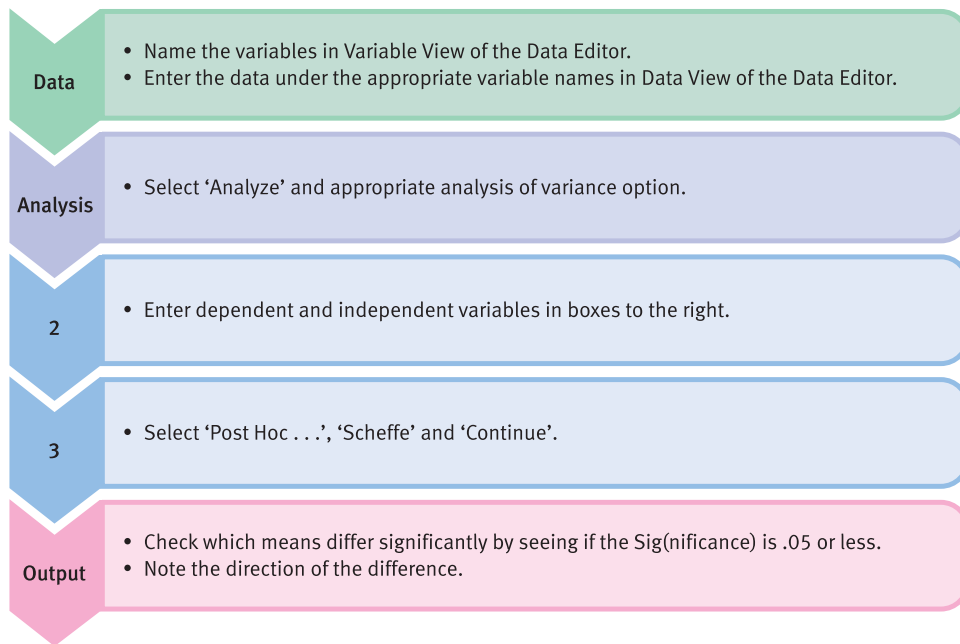 Data
• Name the variables in Variable View of the Data Editor.
• Enter the data under the appropriate variable names in Data View of the Data Editor.
Analysis
• Select ‘Analyze’ and appropriate analysis of variance option.
2
• Enter dependent and independent variables in boxes to the right.
3
• Select ‘Post Hoc . . .’, ‘Scheffe’ and ‘Continue’.
Output
• Check which means differ significantly by seeing if the Sig(nificance) is .05 or less.
• Note the direction of the difference.